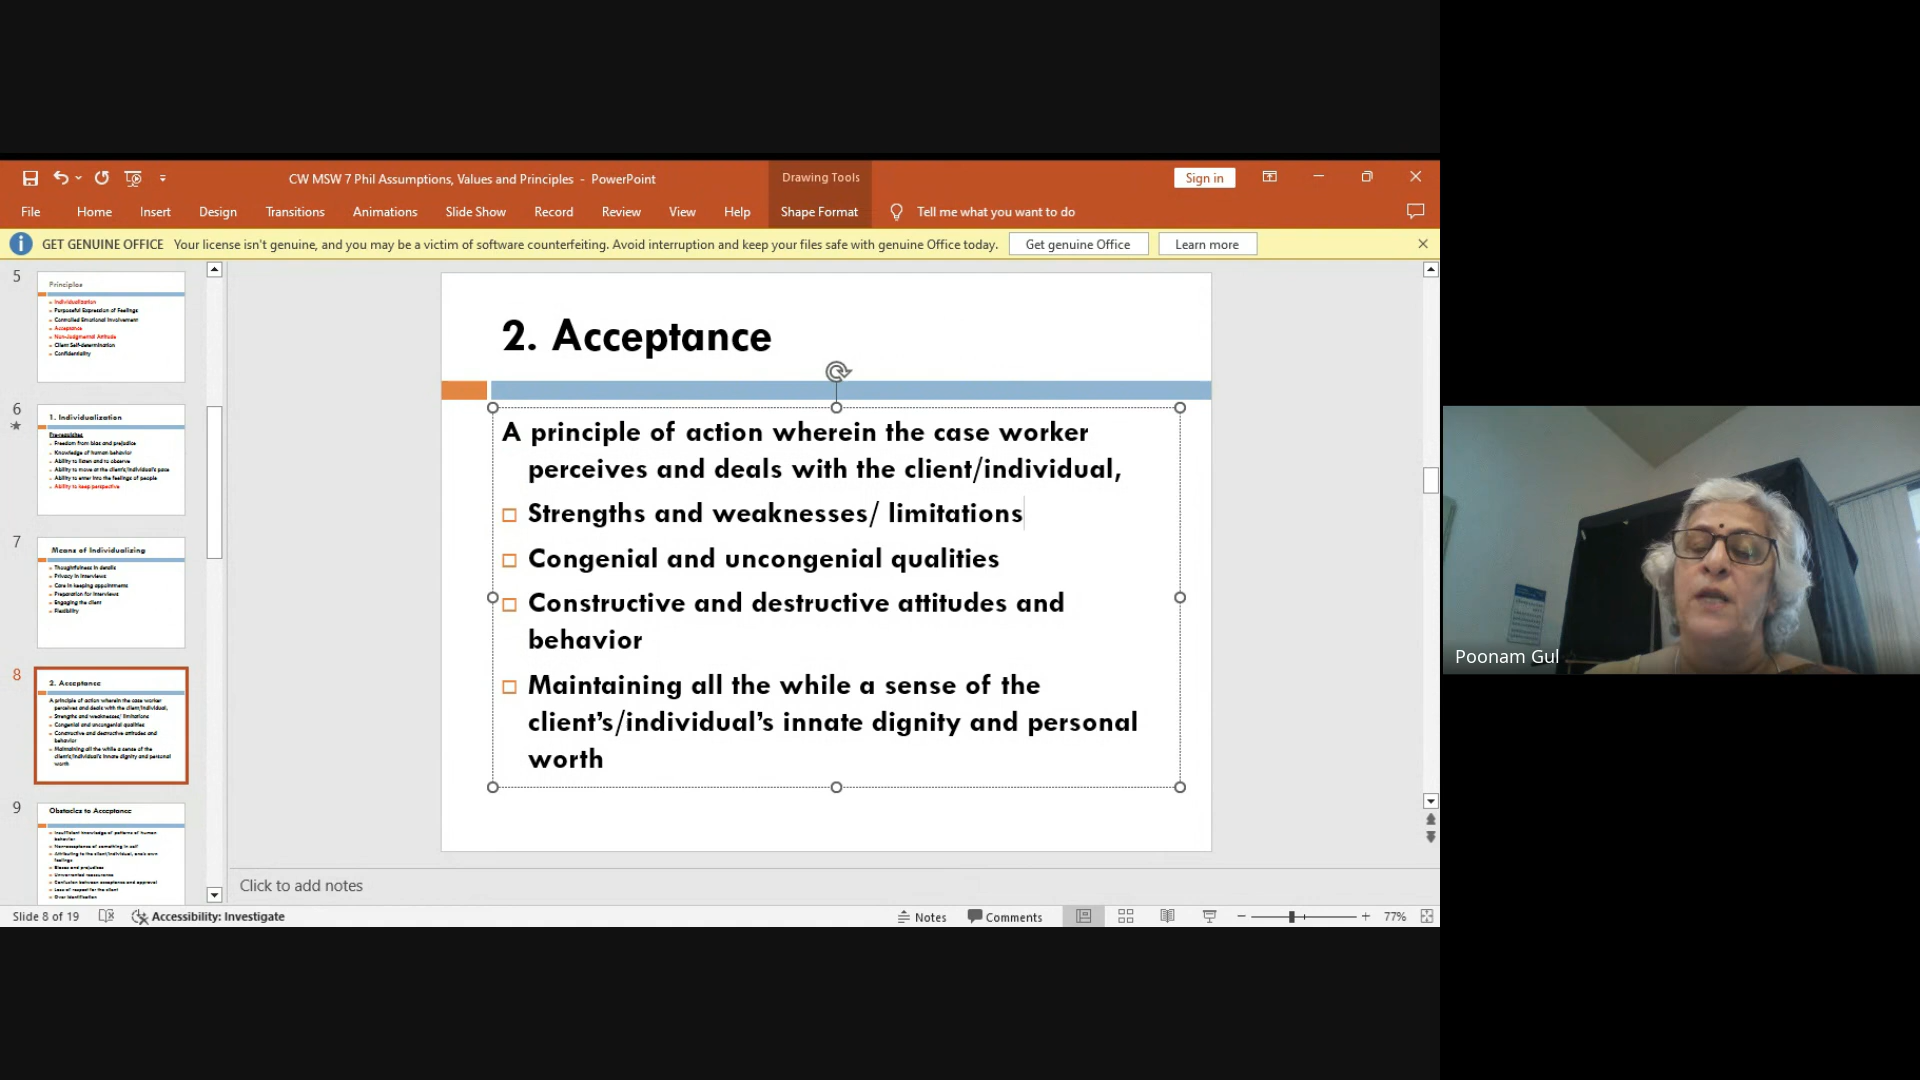 CW MSW 7 Phil Assumptions, Values and Principles - PowerPoint
Drawing Tools
Sign in
File Home Insert Design Transitions Animations Slide Show Record Review View Help Shape Format Tell me what you want to do
GET GENUINE OFFICE Your license isn't genuine, and you may be a victim of software counterfeiting. Avoid interruption and keep your files safe with genuine Office today. Get genuine Office Learn more
5
Principles
Individualization
Purposeful Expression of Feelings
Controlled Emotional Involvement
Acceptance
Non-Judgmental Attitude
Client Self-determination
Confidentiality
6
1. Individualization
Pre-requisites
Freedom from bias and prejudice
Knowledge of human behavior
Ability to listen and to observe
Ability to move at the client's/individual's pace
Ability to enter into the feelings of people
Ability to keep perspective
7
Means of Individualizing
Thoughtfulness in details
Privacy in interviews
Care in keeping appointments
Preparation for interviews
Engaging the client
Flexibility
8
2. Acceptance
A principle of action wherein the case worker
perceives and deals with the client/individual,
Strengths and weaknesses/ limitations
Congenial and uncongenial qualities
Constructive and destructive attitudes and
behavior
Maintaining all the while a sense of the
client's/individual's innate dignity and personal
worth
9
Obstacles to Acceptance
Insufficient knowledge of patterns of human
behavior
Non-acceptance of something in self
Attributing to the client/individual, one's own
feelings
Biases and prejudices
Unwarranted reassurance
Confusion between acceptance and approval
Loss of respect for the client
Over identification
2. Acceptance
A principle of action wherein the case worker
perceives and deals with the client/individual,
Strengths and weaknesses/ limitations
Congenial and uncongenial qualities
Constructive and destructive attitudes and
behavior
Maintaining all the while a sense of the
client’s/individual’s innate dignity and personal
worth
Click to add notes
Slide 8 of 19 Accessibility: Investigate Notes Comments 77%
Poonam Gul